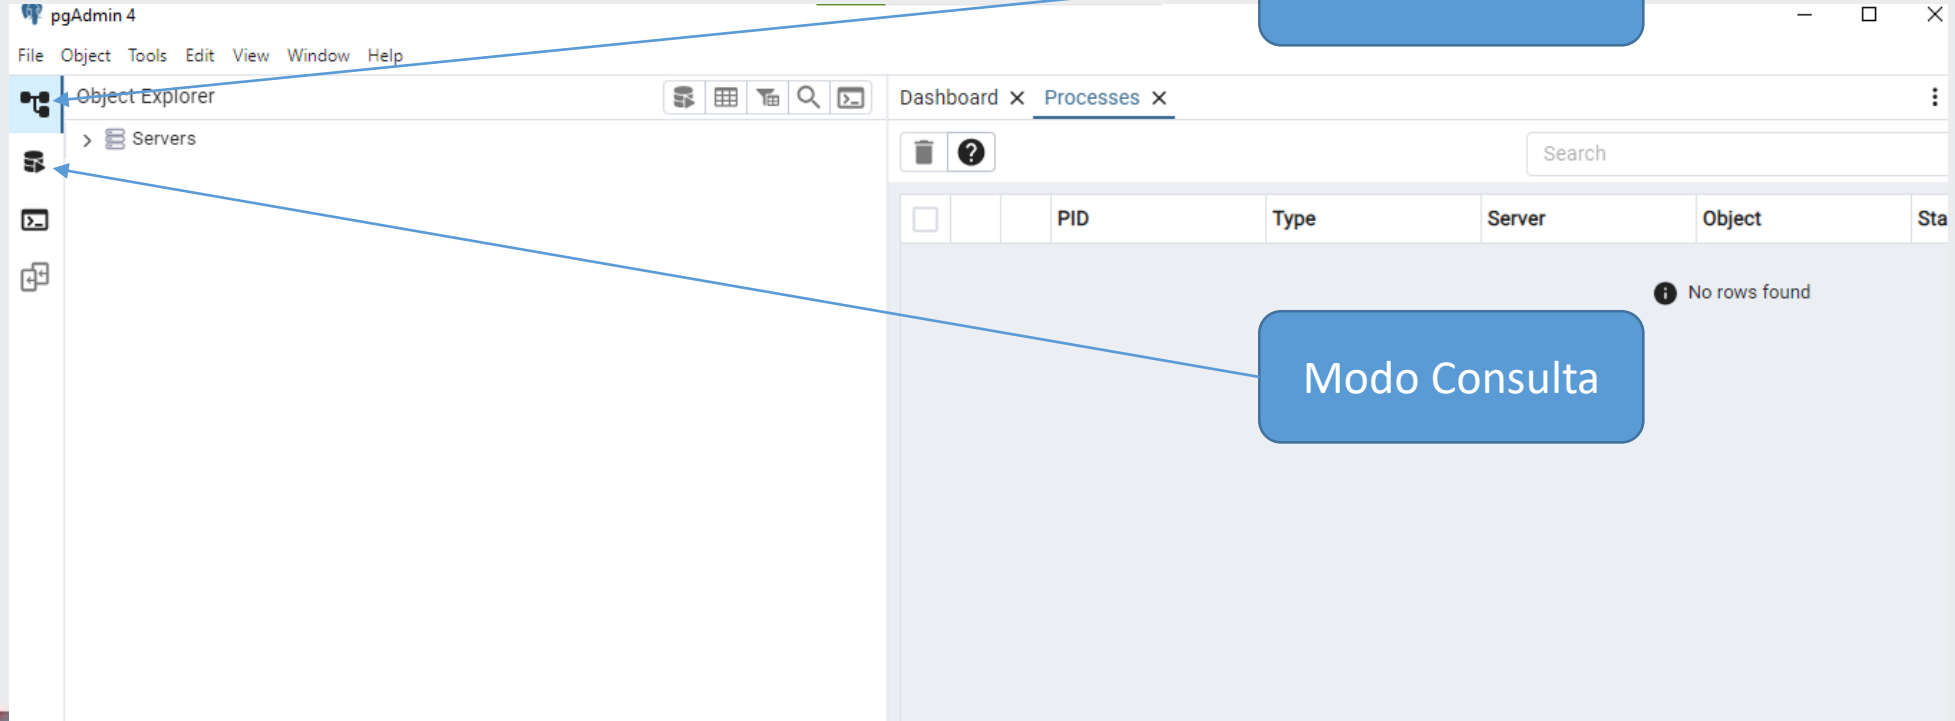 pgAdmin 4
File Object Tools Edit View Window Help
Object Explorer
Dashboard Processes
Servers
Search
PID Type Server Object Sta
No rows found
Modo Consulta